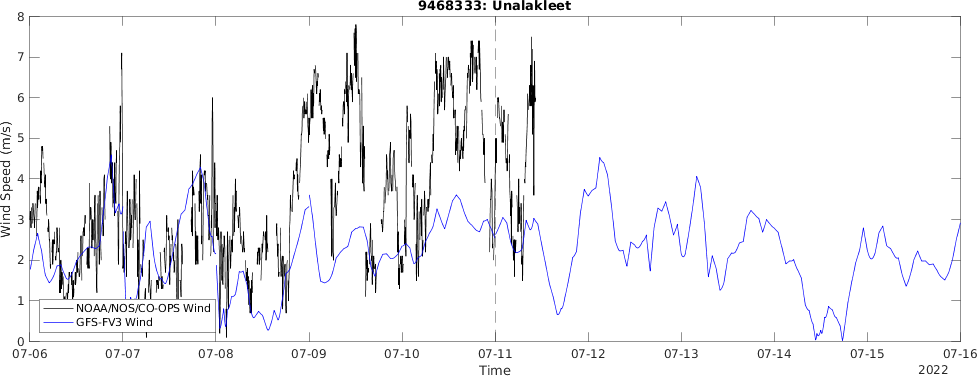 9468333: Unalakleet
8
7
6
5
4
3
2
1
0
Wind Speed (m/s)
NOAA/NOS/CO-OPS Wind
GFS-FV3 Wind
07-06 07-07 07-08 07-09 07-10 07-11 07-12 07-13 07-14 07-15 07-16
Time
2022